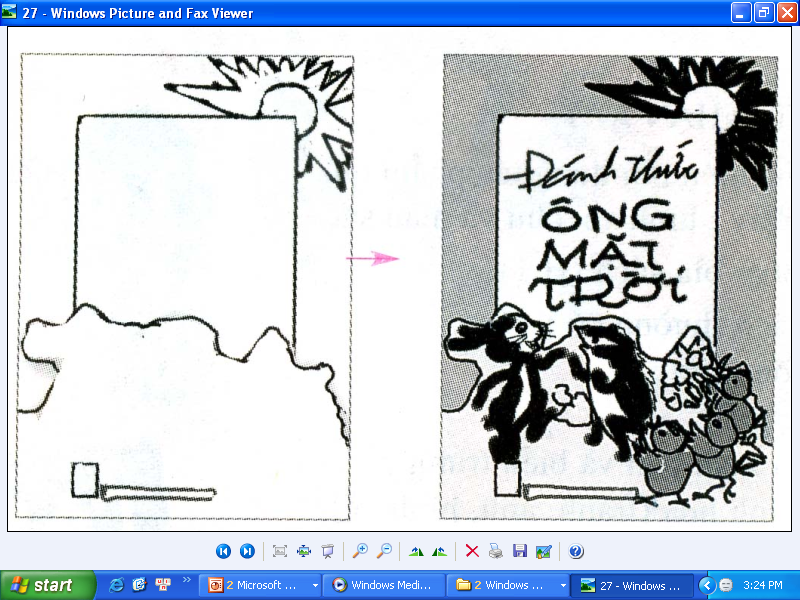 27 - Windows Picture and Fax Viewer
Đánh thức
ÔNG
MẶT
TRỜI
start
2 Microsoft ...
Windows Medi...
2 Windows ...
27 - Windows ...
3:24 PM